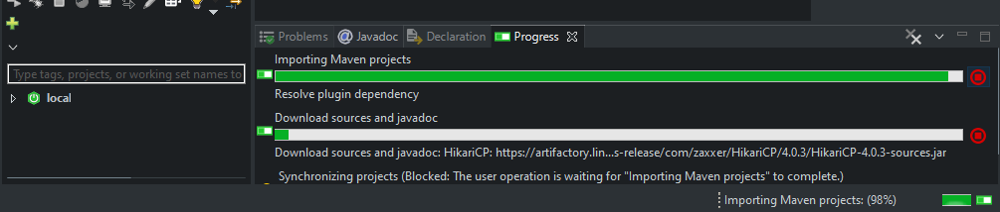 Problems
@ Javadoc
Declaration
Progress
Importing Maven projects
Type tags, projects, or working set names to
Resolve plugin dependency
local
Download sources and javadoc
Download sources and javadoc: HikariCP: https://artifactory.lin...s-release/com/zaxxer/HikariCP/4.0.3/HikariCP-4.0.3-sources.jar
Synchronizing projects (Blocked: The user operation is waiting for "Importing Maven projects" to complete.)
Importing Maven projects: (98%)